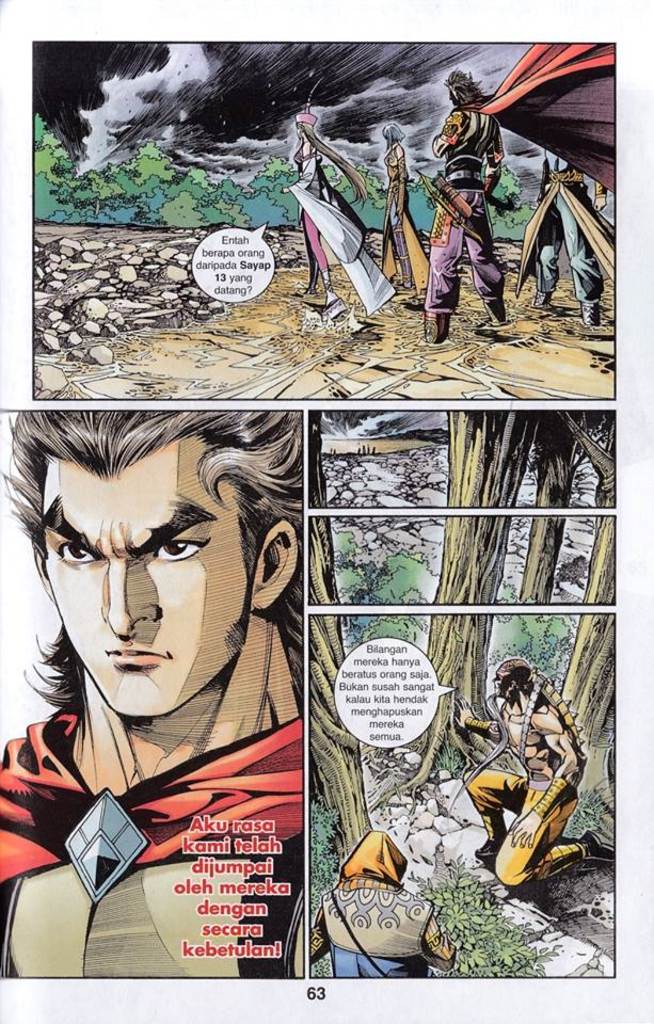 Entah
berapa orang
daripada Sayap
13 yang
datang?
Aku rasa
kami telah
dijumpai
oleh mereka
dengan
secara
kebetulan!
Bilangan
mereka hanya
beratus orang saja.
Bukan susah sangat
kalau kita hendak
menghapuskan
mereka
semua.
63